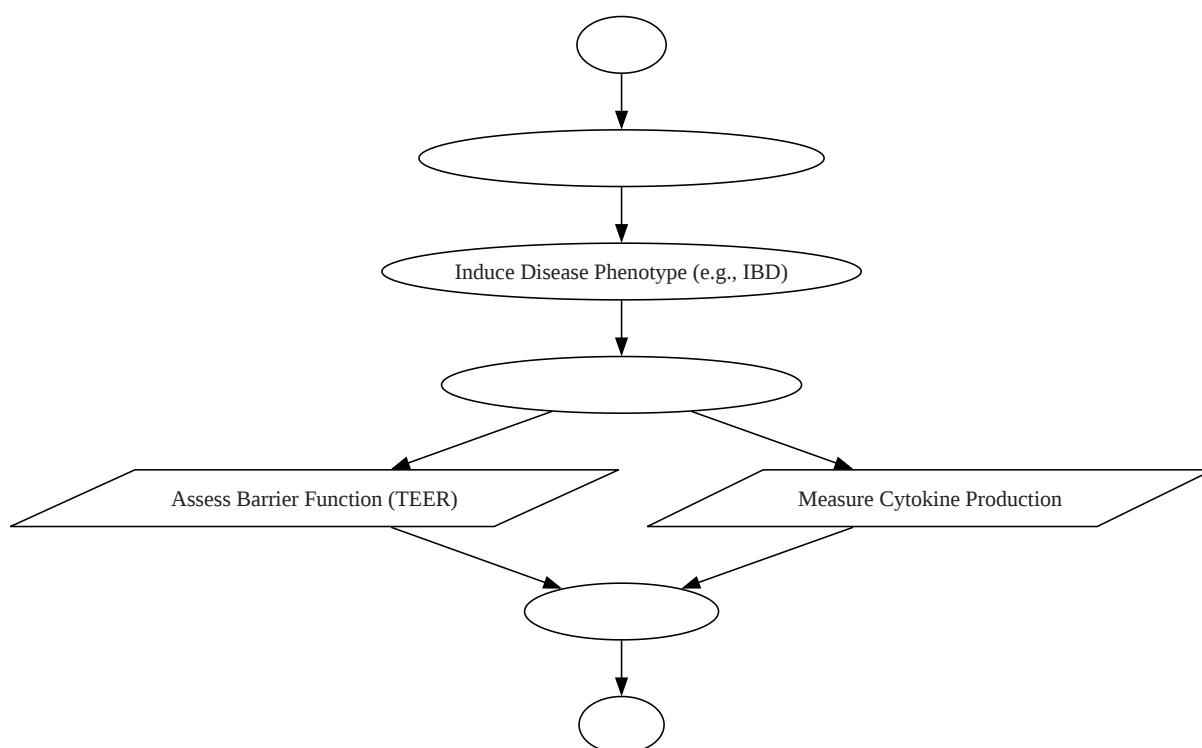 Induce Disease Phenotype (e.g., IBD)
Assess Barrier Function (TEER)
Measure Cytokine Production